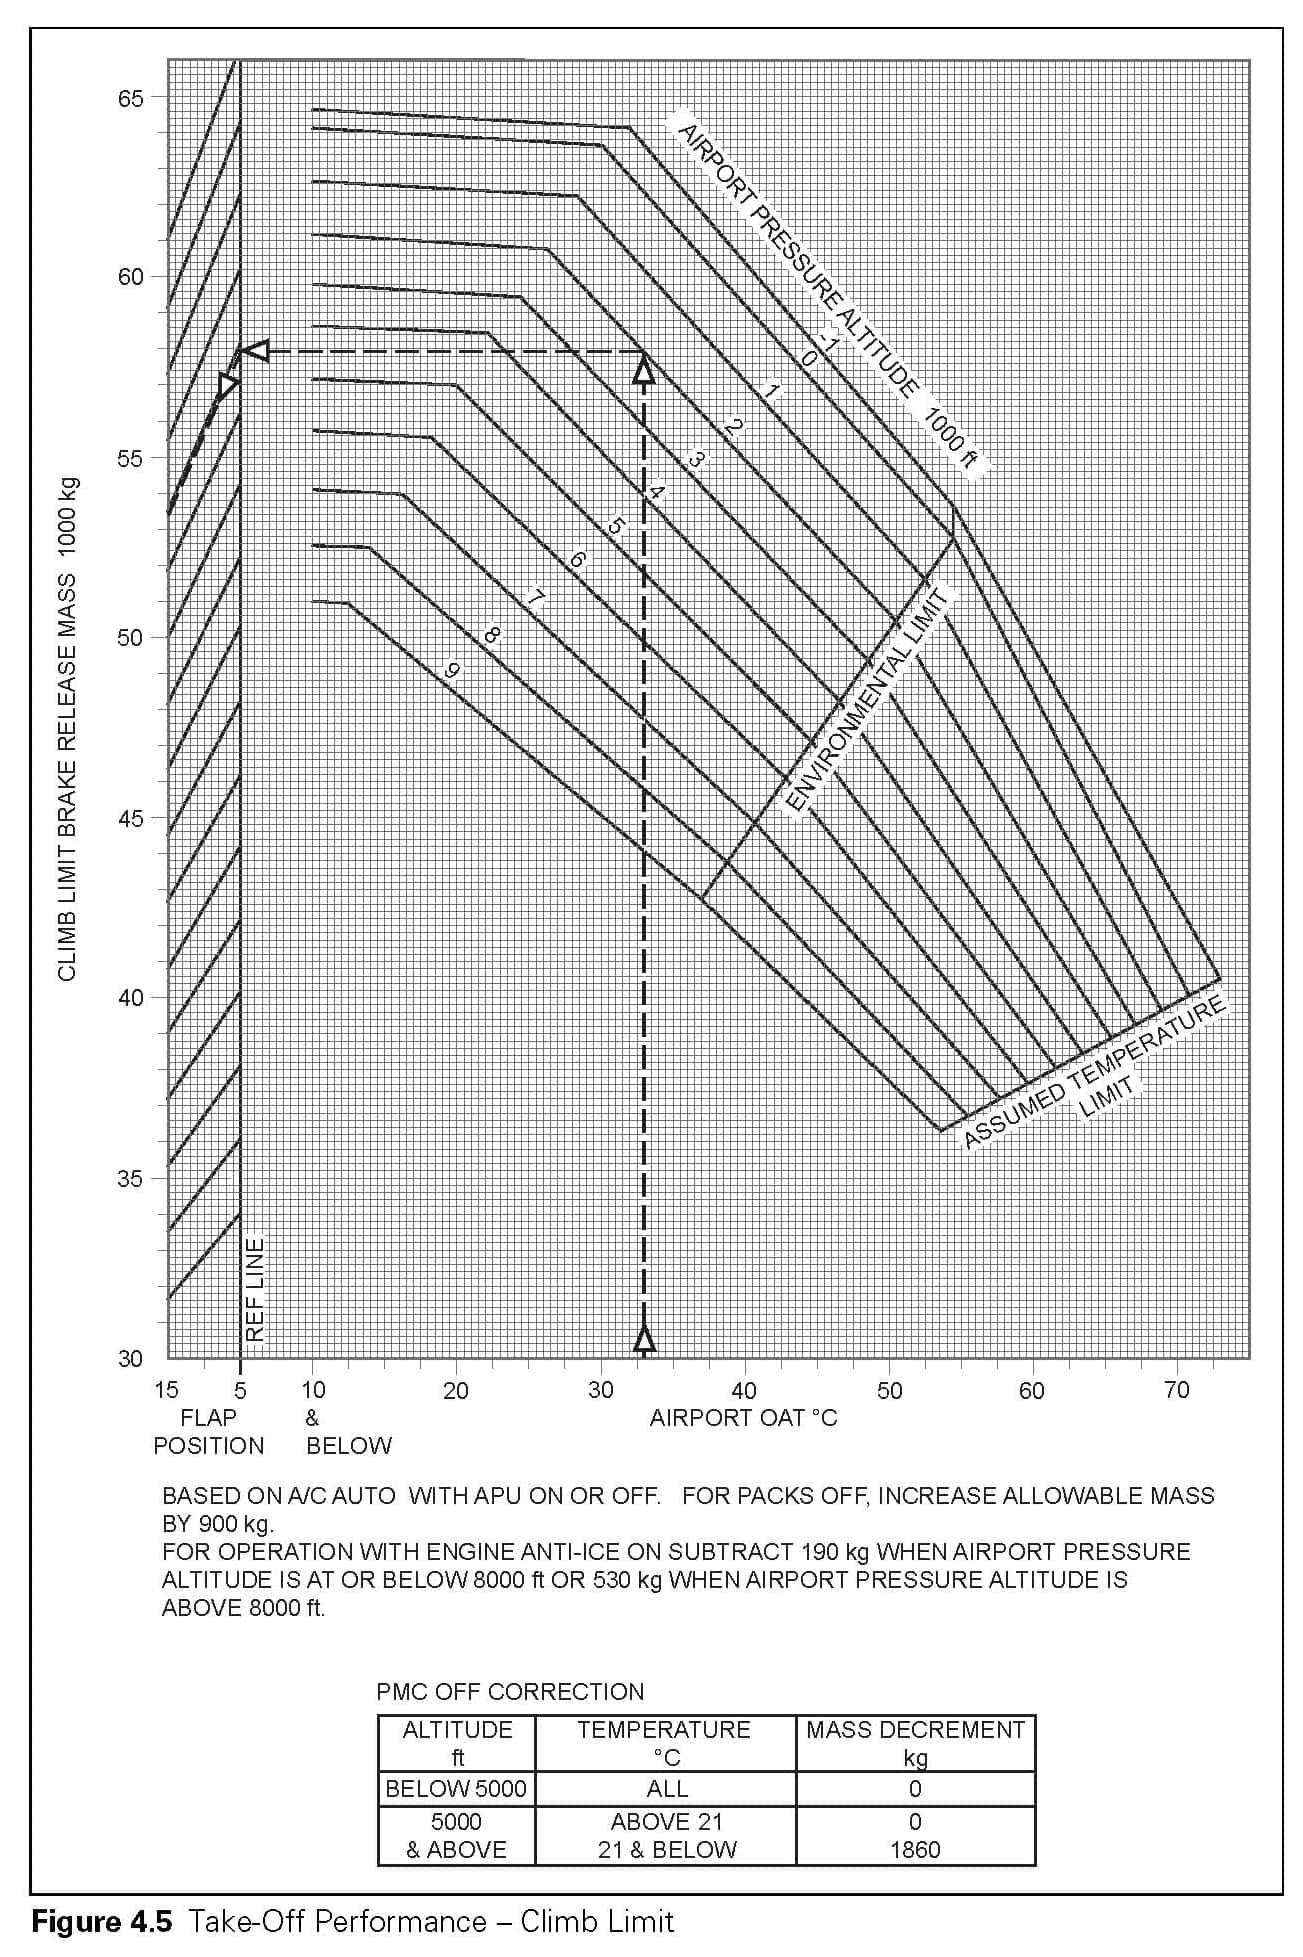 65
60
55
50
45
40
35
30
CLIMB LIMIT BRAKE RELEASE MASS 1000 kg
AIRPORT PRESSURE ALTITUDE 1000 ft
-1
0
1
2
3
4
5
6
7
8
9
ENVIRONMENTAL LIMIT
ASSUMED TEMPERATURE
LIMIT
REF LINE
15 5 10 20 30 40 50 60 70
FLAP & AIRPORT OAT °C
POSITION BELOW
BASED ON A/C AUTO WITH APU ON OR OFF. FOR PACKS OFF, INCREASE ALLOWABLE MASS
BY 900 kg.
FOR OPERATION WITH ENGINE ANTI-ICE ON SUBTRACT 190 kg WHEN AIRPORT PRESSURE
ALTITUDE IS AT OR BELOW 8000 ft OR 530 kg WHEN AIRPORT PRESSURE ALTITUDE IS
ABOVE 8000 ft.
PMC OFF CORRECTION
ALTITUDE TEMPERATURE MASS DECREMENT
ft °C kg
BELOW 5000 ALL 0
5000 ABOVE 21 0
& ABOVE 21 & BELOW 1860
Figure 4.5 Take-Off Performance – Climb Limit